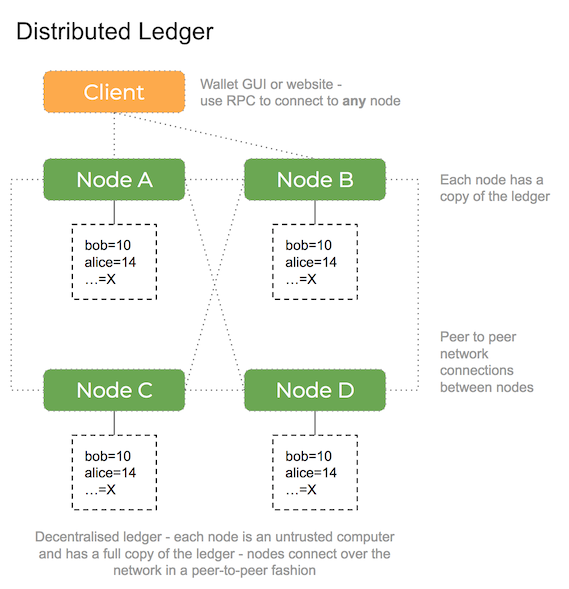 Distributed Ledger
Client
Wallet GUI or website -
use RPC to connect to any node
Node A
Node B
Each node has a
copy of the ledger
bob=10
alice=14
…=X
bob=10
alice=14
…=X
Peer to peer
network
connections
between nodes
Node C
Node D
bob=10
alice=14
…=X
bob=10
alice=14
…=X
Decentralised ledger - each node is an untrusted computer
and has a full copy of the ledger - nodes connect over the
network in a peer-to-peer fashion